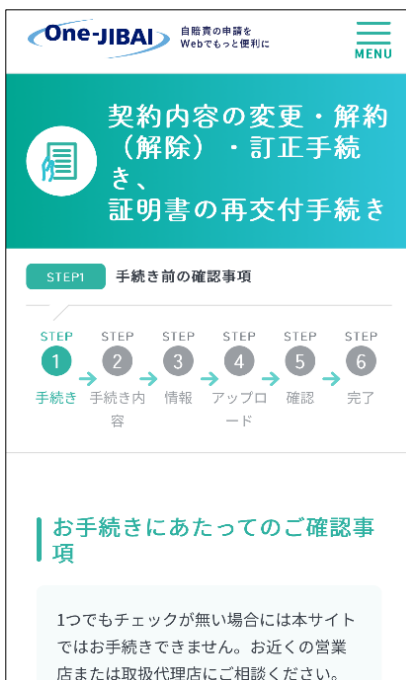 One-JIBAI
自賠責の申請を
Webでもっと便利に
MENU
契約内容の変更・解約
（解除）・訂正手続
き、
証明書の再交付手続き
STEP1 手続き前の確認事項
STEP STEP STEP STEP STEP STEP
1 2 3 4 5 6
手続き 手続き内 情報 アップロ 確認 完了
容 ード
お手続きにあたってのご確認事
項
1つでもチェックが無い場合には本サイト
ではお手続きできません。お近くの営業
店または取扱代理店にご相談ください。